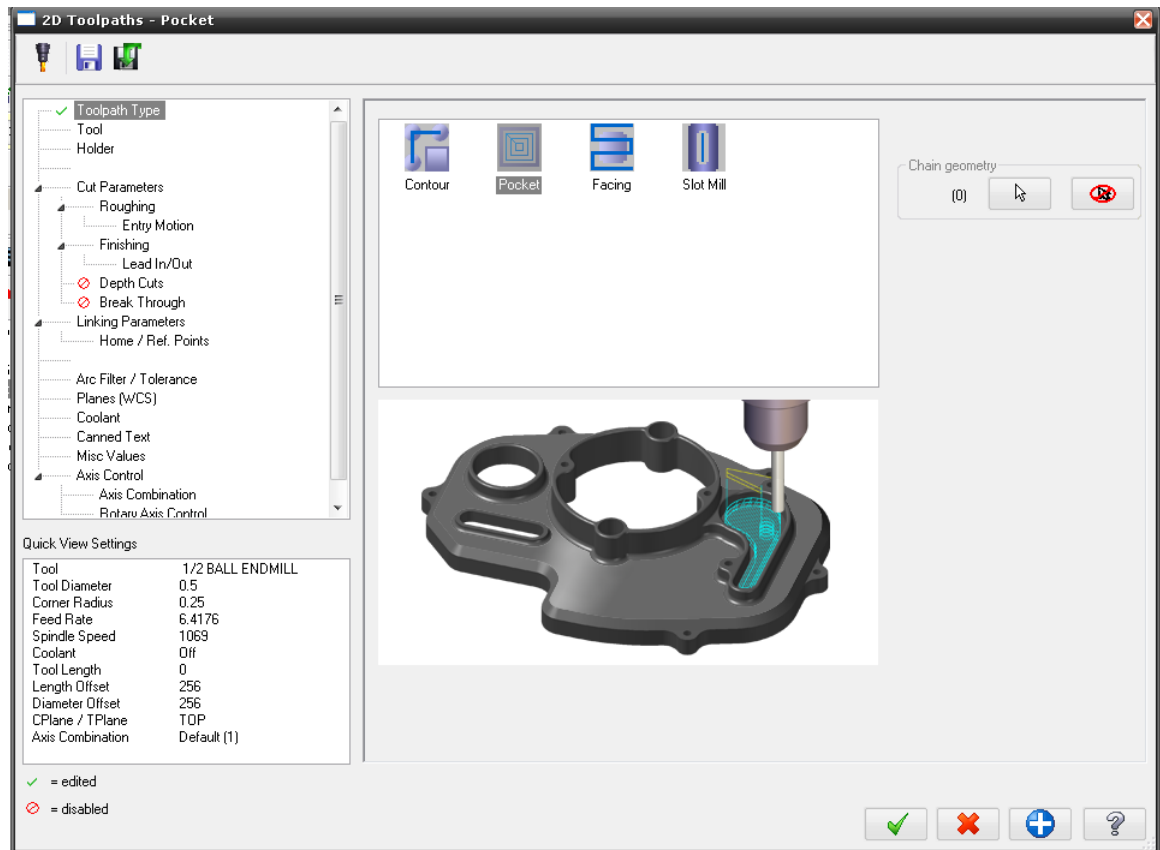 2D Toolpaths - Pocket
Toolpath Type
Tool
Holder
Cut Parameters
Roughing
Entry Motion
Finishing
Lead In/Out
Depth Cuts
Break Through
Linking Parameters
Home / Ref. Points
Arc Filter / Tolerance
Planes (WCS)
Coolant
Canned Text
Misc Values
Axis Control
Axis Combination
Rotary Axis Control
Contour Pocket Facing Slot Mill
Chain geometry
(0)
Quick View Settings
Tool 1/2 BALL ENDMILL
Tool Diameter 0.5
Corner Radius 0.25
Feed Rate 6.4176
Spindle Speed 1069
Coolant Off
Tool Length 0
Length Offset 256
Diameter Offset 256
CPlane / TPlane TOP
Axis Combination Default (1)
= edited
= disabled